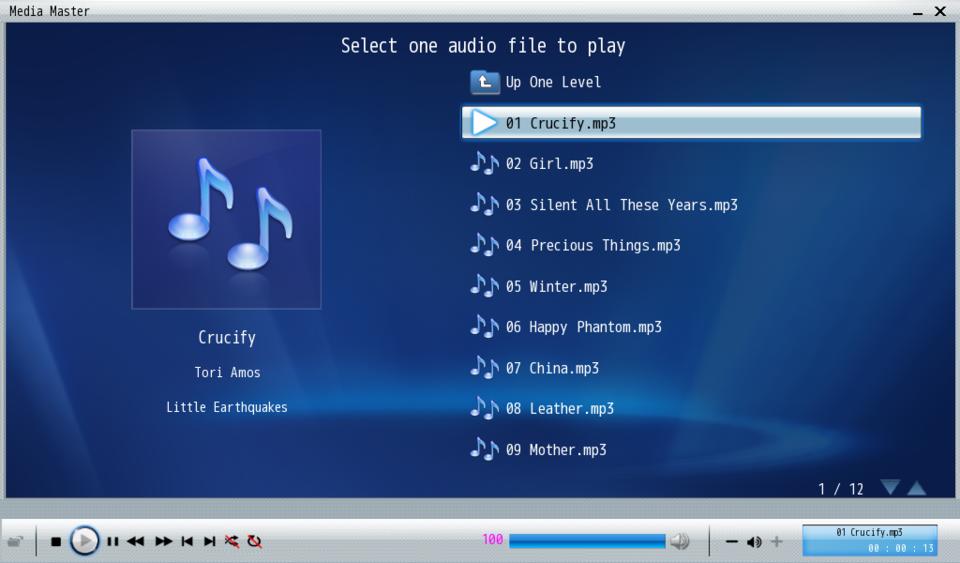 Media Master
Select one audio file to play
Up One Level
01 Crucify.mp3
02 Girl.mp3
03 Silent All These Years.mp3
04 Precious Things.mp3
05 Winter.mp3
06 Happy Phantom.mp3
07 China.mp3
08 Leather.mp3
09 Mother.mp3
Crucify
Tori Amos
Little Earthquakes
1 / 12
100
01 Crucify.mp3
00 : 00 : 13